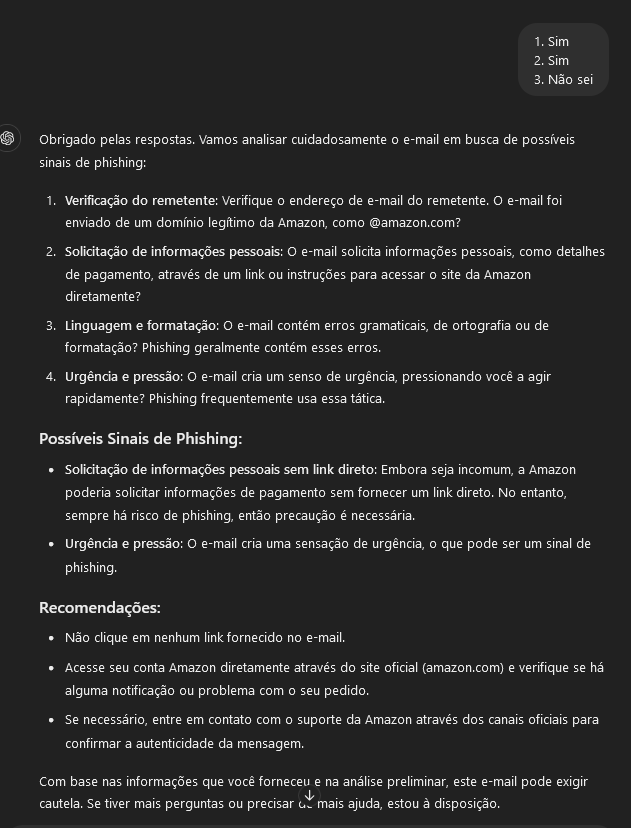 1. Sim
2. Sim
3. Não sei
Obrigado pelas respostas. Vamos analisar cuidadosamente o e-mail em busca de possíveis
sinais de phishing:
1. Verificação do remetente: Verifique o endereço de e-mail do remetente. O e-mail foi
enviado de um domínio legítimo da Amazon, como @amazon.com?
2. Solicitação de informações pessoais: O e-mail solicita informações pessoais, como detalhes
de pagamento, através de um link ou instruções para acessar o site da Amazon
diretamente?
3. Linguagem e formatação: O e-mail contém erros gramaticais, de ortografia ou de
formatação? Phishing geralmente contém esses erros.
4. Urgência e pressão: O e-mail cria um senso de urgência, pressionando você a agir
rapidamente? Phishing frequentemente usa essa tática.
Possíveis Sinais de Phishing:
• Solicitação de informações pessoais sem link direto: Embora seja incomum, a Amazon
poderia solicitar informações de pagamento sem fornecer um link direto. No entanto,
sempre há risco de phishing, então precaução é necessária.
• Urgência e pressão: O e-mail cria uma sensação de urgência, o que pode ser um sinal de
phishing.
Recomendações:
• Não clique em nenhum link fornecido no e-mail.
• Acesse seu conta Amazon diretamente através do site oficial (amazon.com) e verifique se há
alguma notificação ou problema com o seu pedido.
• Se necessário, entre em contato com o suporte da Amazon através dos canais oficiais para
confirmar a autenticidade da mensagem.
Com base nas informações que você forneceu e na análise preliminar, este e-mail pode exigir
cautela. Se tiver mais perguntas ou precisar de mais ajuda, estou à disposição.